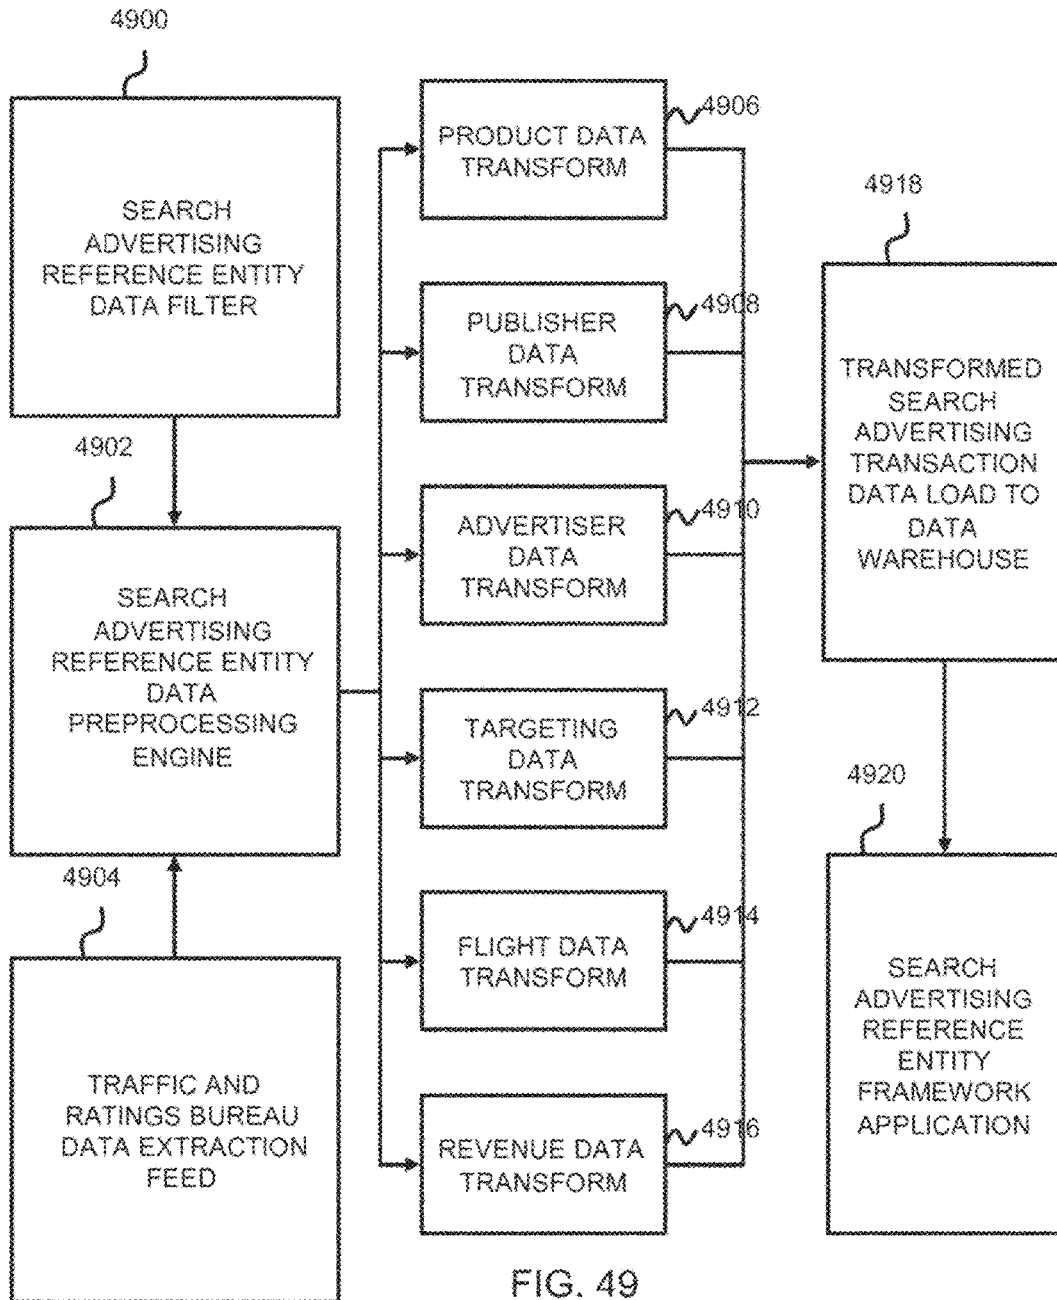 4900
SEARCH
ADVERTISING
REFERENCE ENTITY
DATA FILTER
4902
SEARCH
ADVERTISING
REFERENCE ENTITY
DATA
PREPROCESSING
ENGINE
4904
TRAFFIC AND
RATINGS BUREAU
DATA EXTRACTION
FEED
4906
PRODUCT DATA
TRANSFORM
4908
PUBLISHER
DATA
TRANSFORM
4910
ADVERTISER
DATA
TRANSFORM
4912
TARGETING
DATA
TRANSFORM
4914
FLIGHT DATA
TRANSFORM
4916
REVENUE DATA
TRANSFORM
4918
TRANSFORMED
SEARCH
ADVERTISING
TRANSACTION
DATA LOAD TO
DATA
WAREHOUSE
4920
SEARCH
ADVERTISING
REFERENCE
ENTITY
FRAMEWORK
APPLICATION
FIG. 49